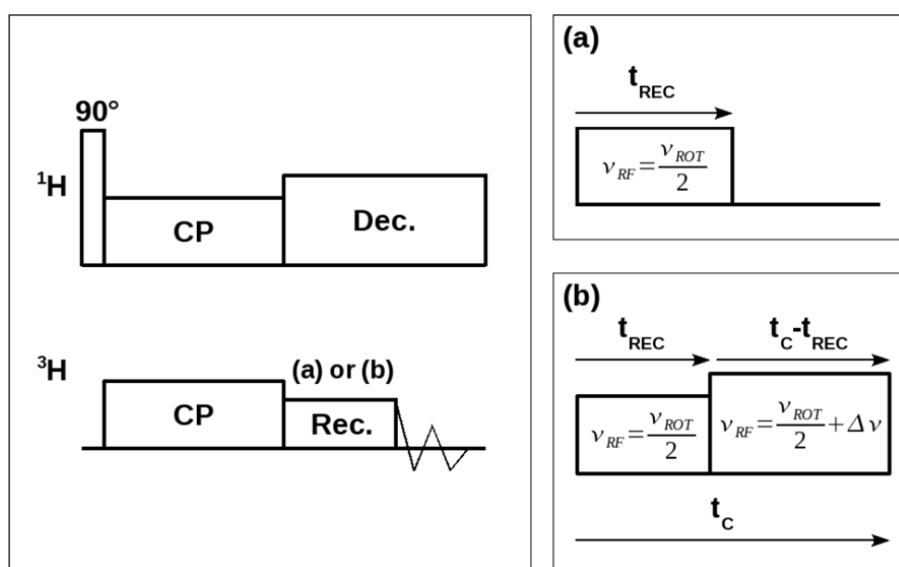 90°
¹H
CP
Dec.
³H
(a) or (b)
CP
Rec.
(a)
t_REC
ν_RF = ν_ROT / 2
(b)
t_REC t_C-t_REC
ν_RF = ν_ROT / 2 ν_RF = ν_ROT / 2 + Δν
t_C